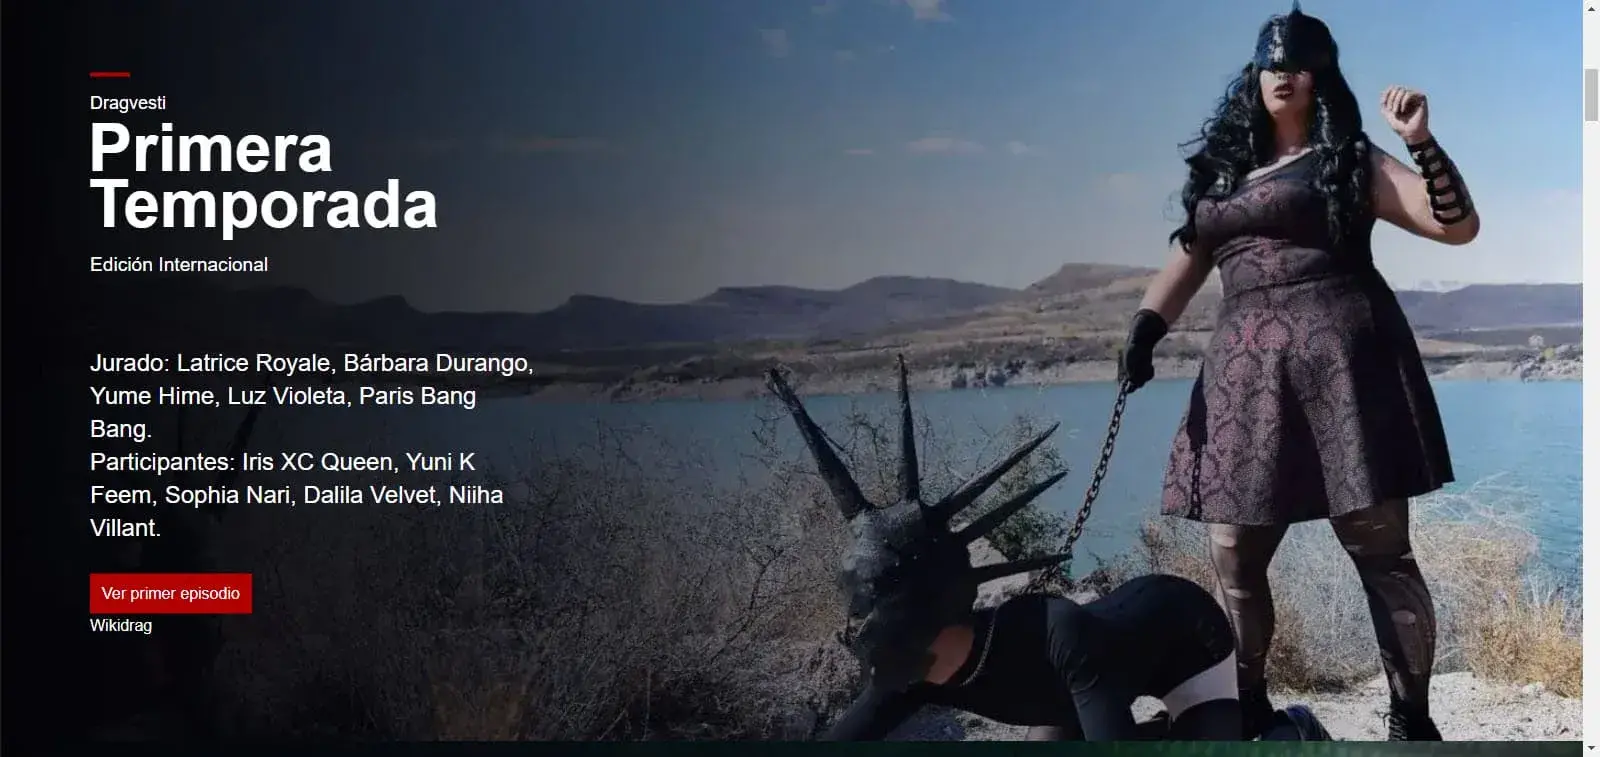 Dragvesti
Primera
Temporada
Edición Internacional
Jurado: Latrice Royale, Bárbara Durango,
Yume Hime, Luz Violeta, Paris Bang
Bang.
Participantes: Iris XC Queen, Yuni K
Feem, Sophia Nari, Dalila Velvet, Niiha
Villant.
Ver primer episodio
Wikidrag